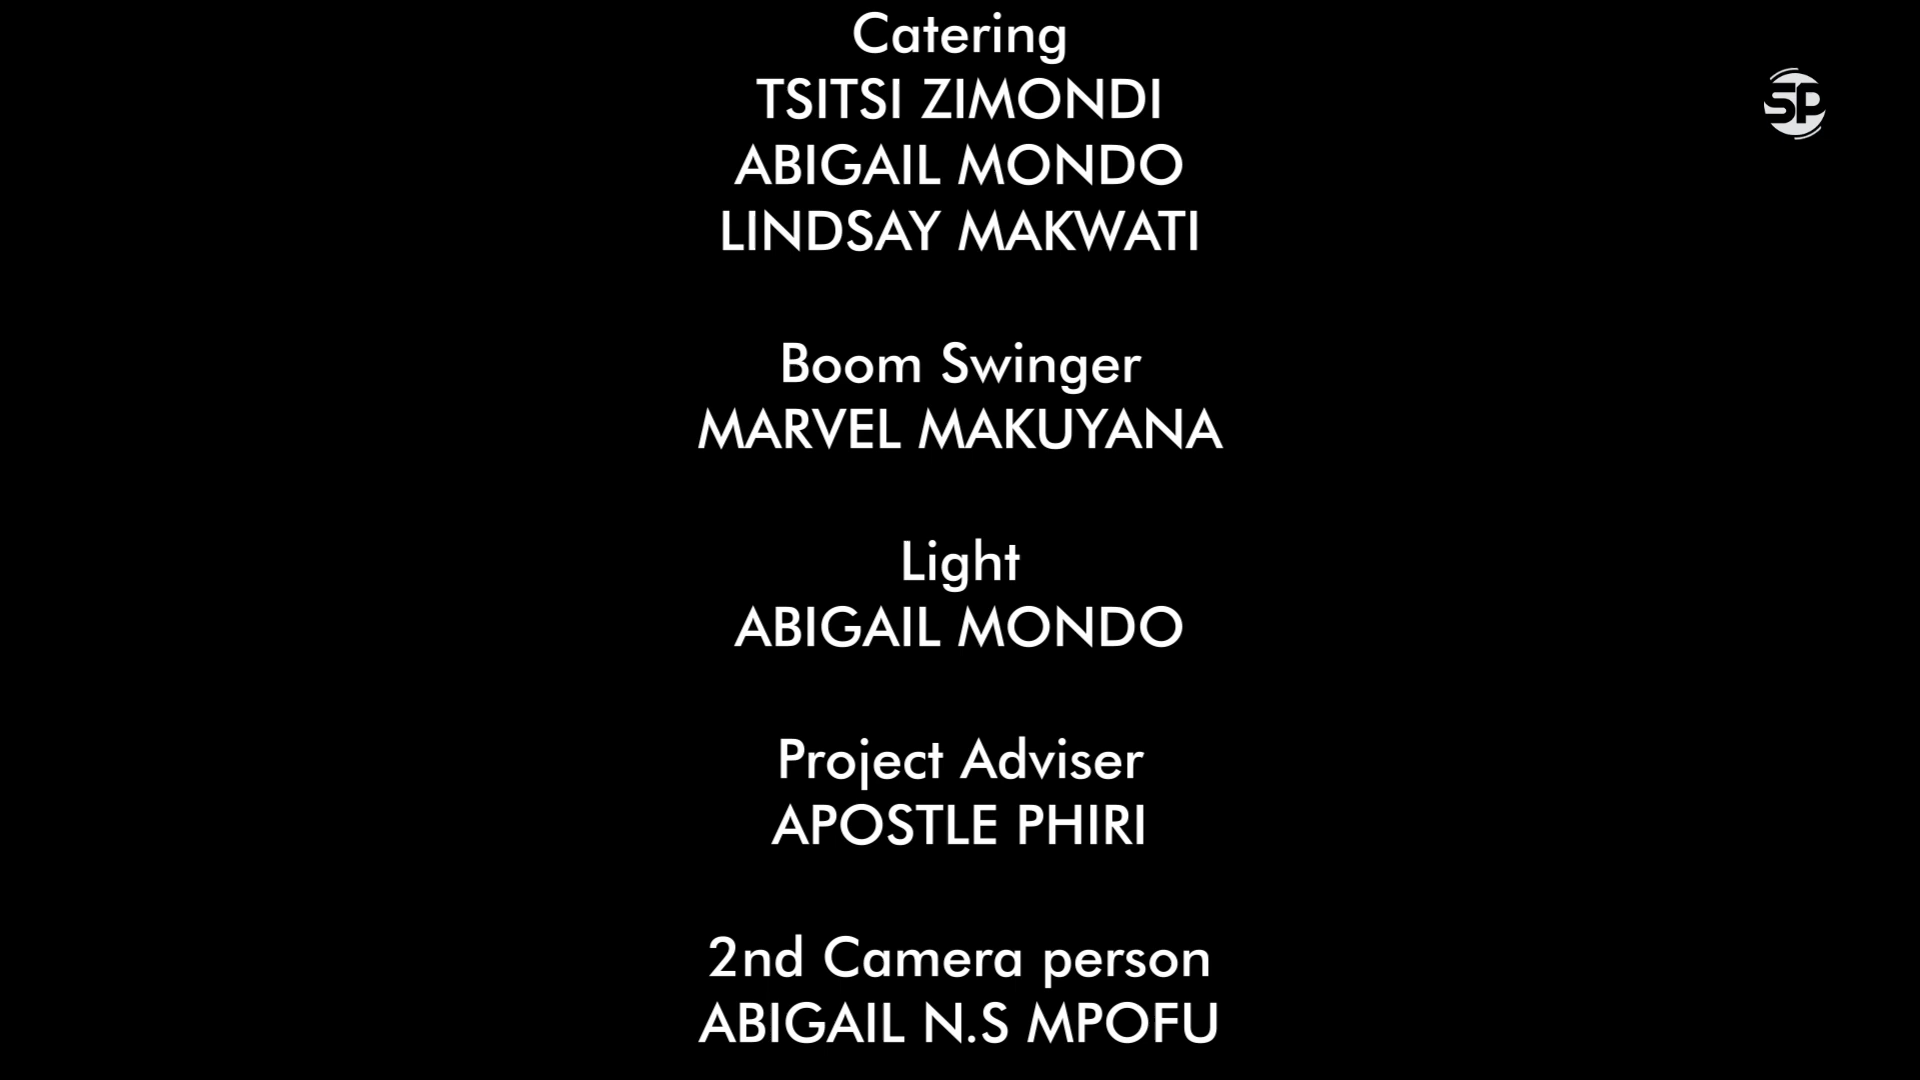 Catering
TSITSI ZIMONDI
ABIGAIL MONDO
LINDSAY MAKWATI
SP
Boom Swinger
MARVEL MAKUYANA
Light
ABIGAIL MONDO
Project Adviser
APOSTLE PHIRI
2nd Camera person
ABIGAIL N.S MPOFU